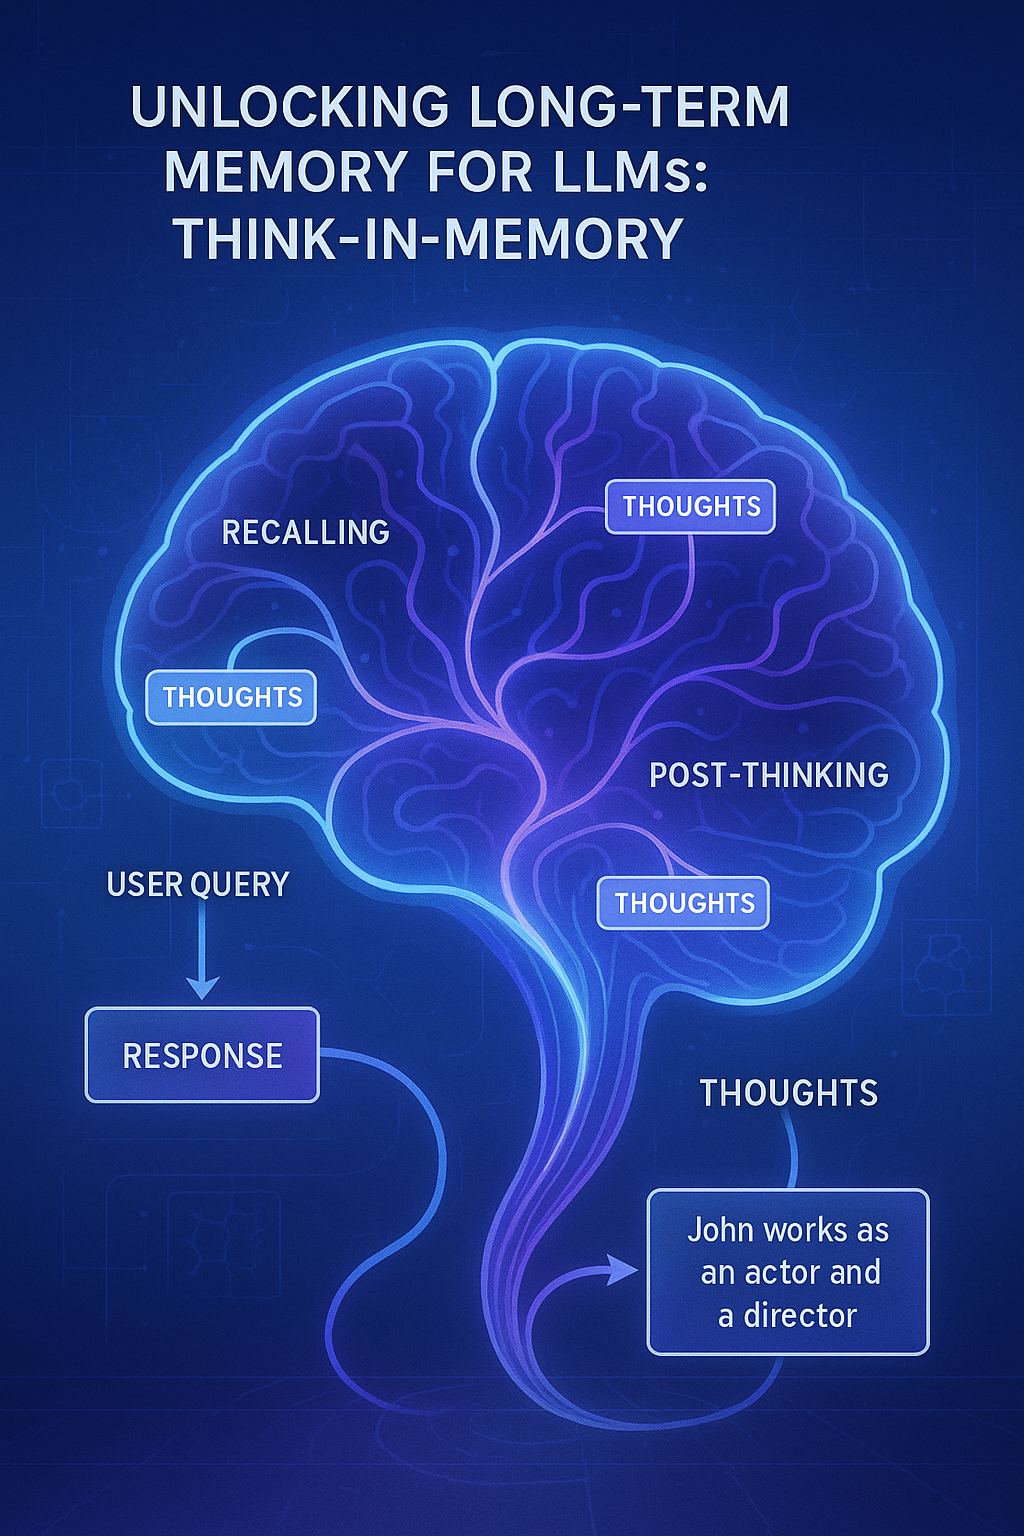 UNLOCKING LONG-TERM
MEMORY FOR LLMs:
THINK-IN-MEMORY
THOUGHTS
RECALLING
THOUGHTS
POST-THINKING
USER QUERY
THOUGHTS
RESPONSE
THOUGHTS
John works as
an actor and
a director